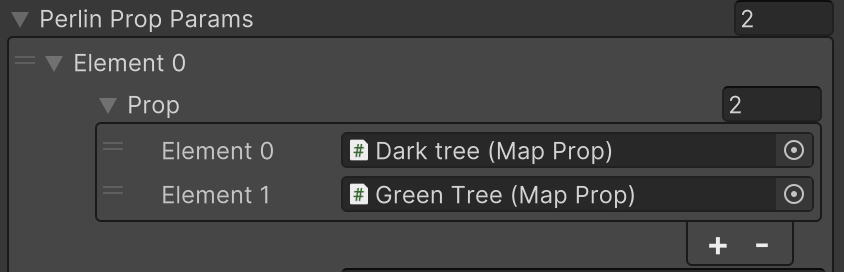 Perlin Prop Params 2
Element 0
Prop 2
Element 0 # Dark tree (Map Prop)
Element 1 # Green Tree (Map Prop)
+ -